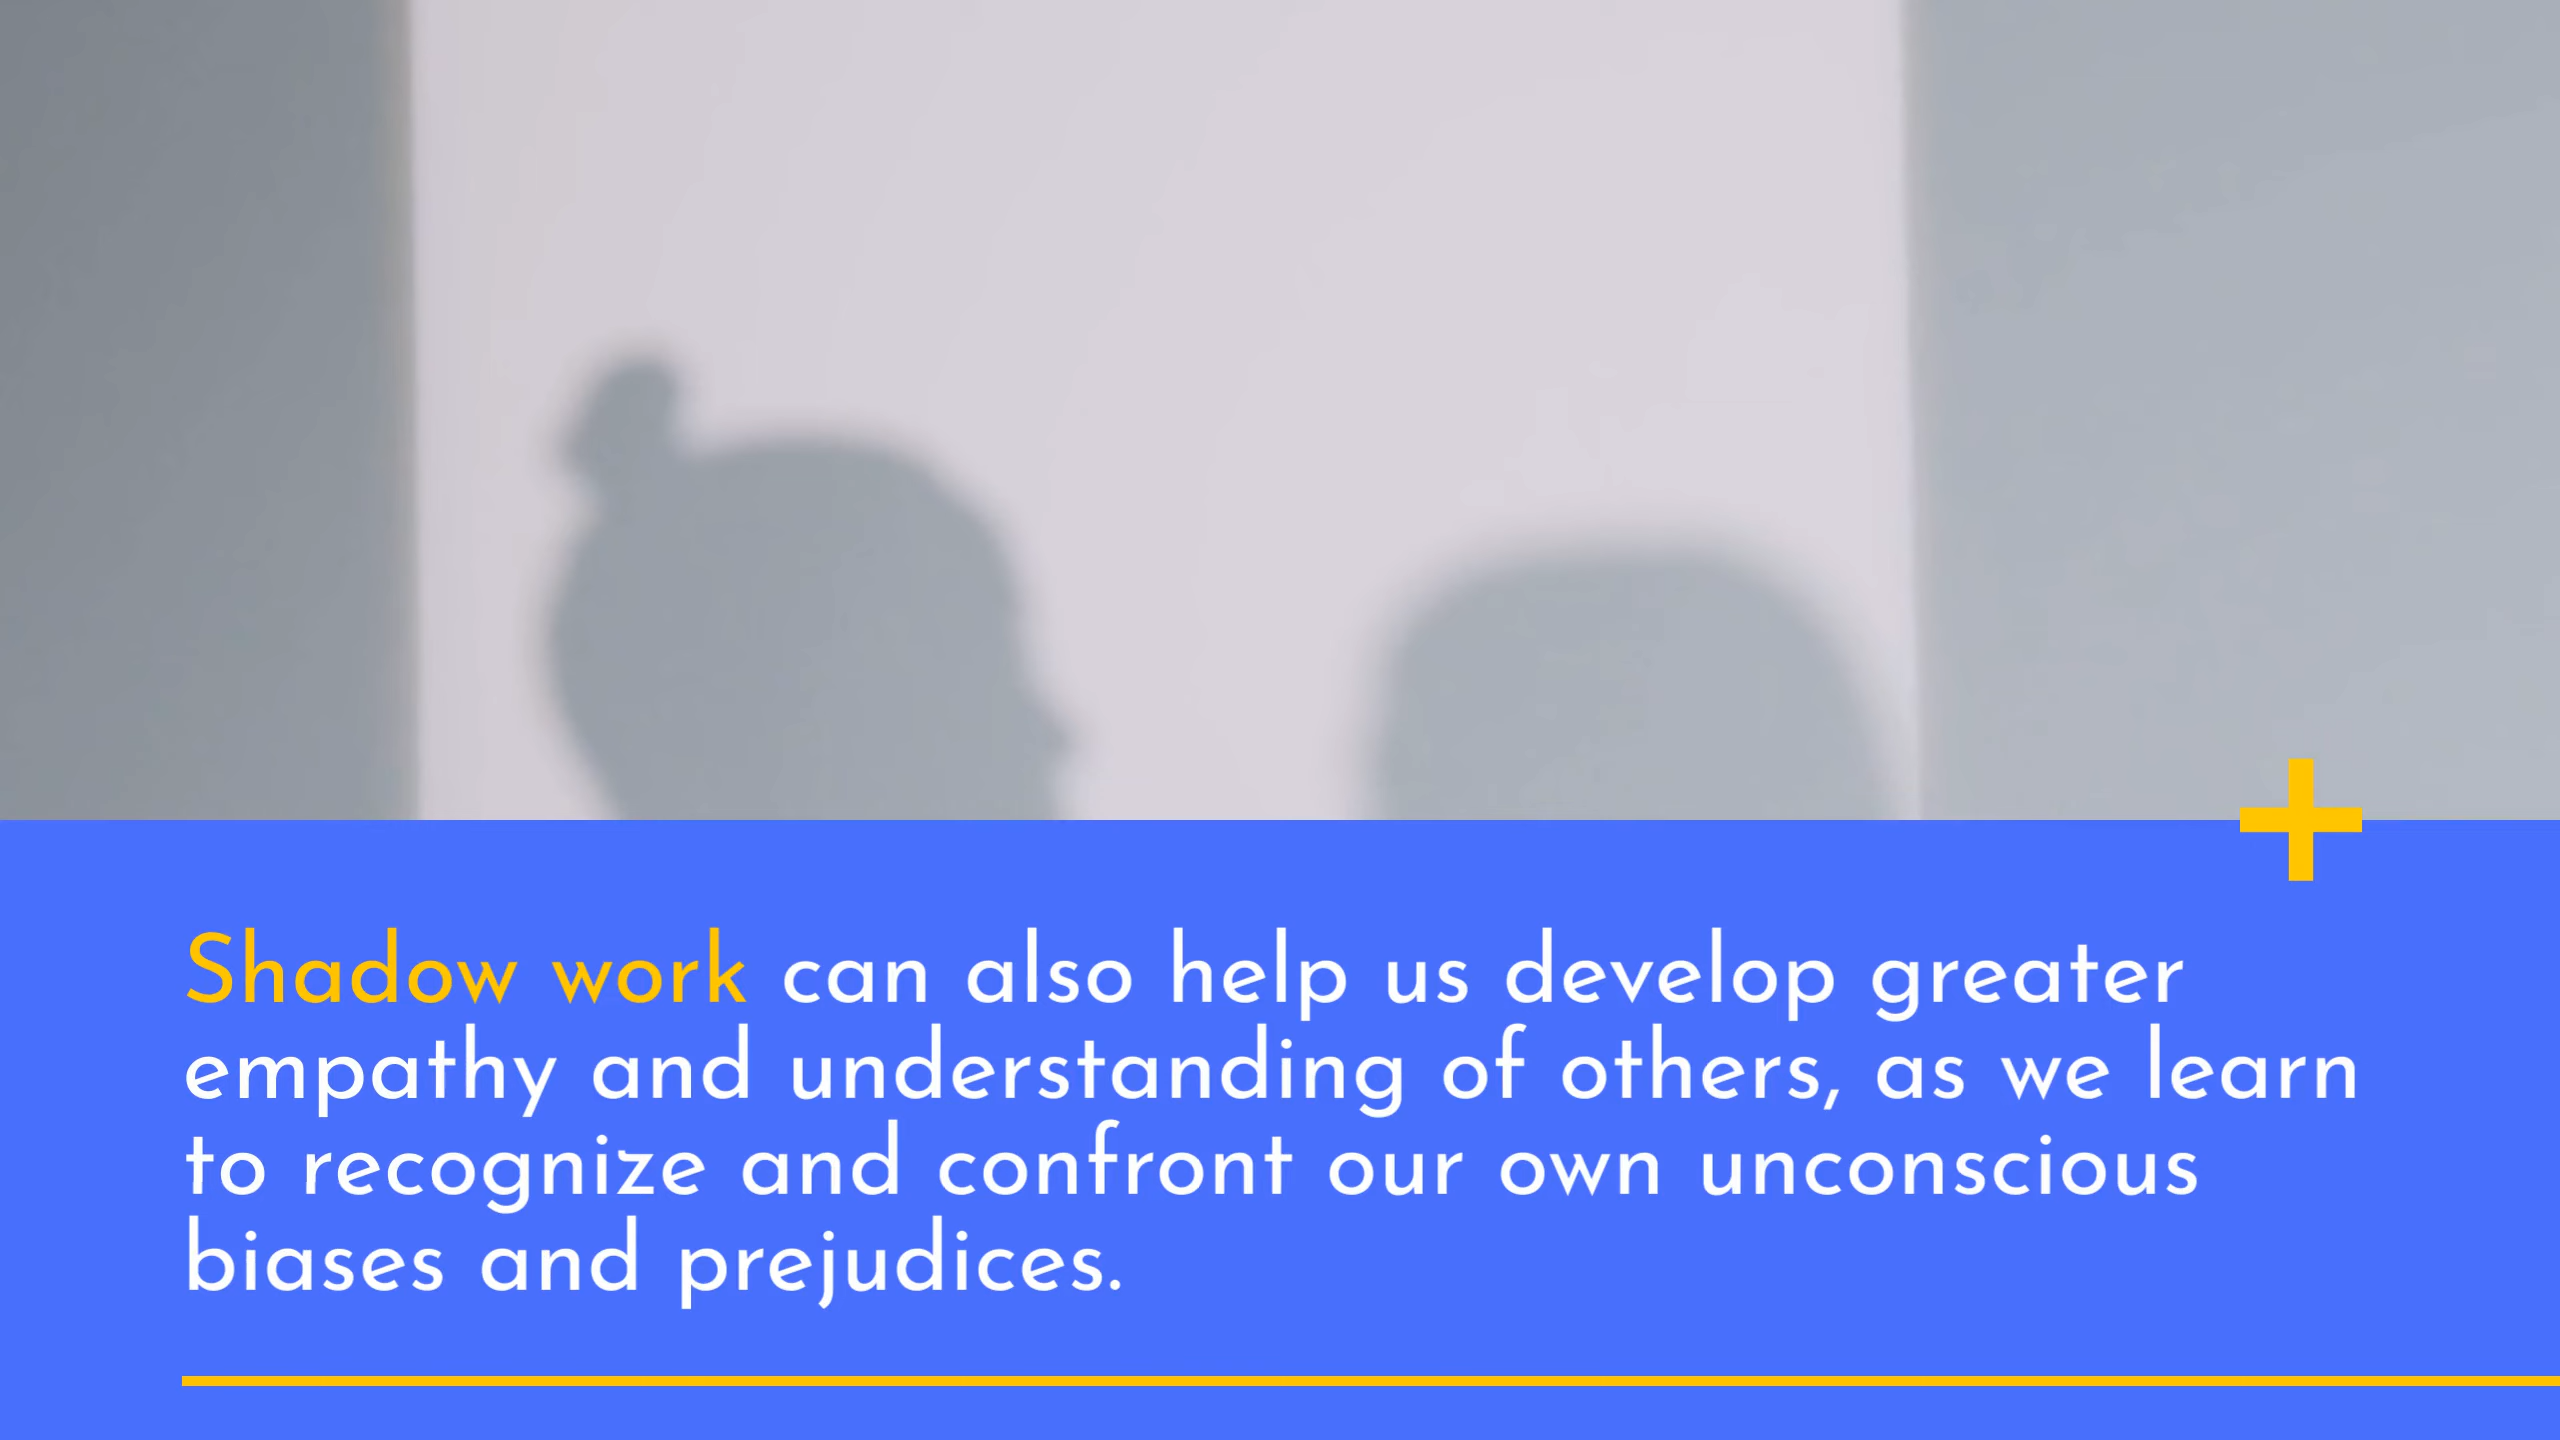 Shadow work can also help us develop greater
empathy and understanding of others, as we learn
to recognize and confront our own unconscious
biases and prejudices.